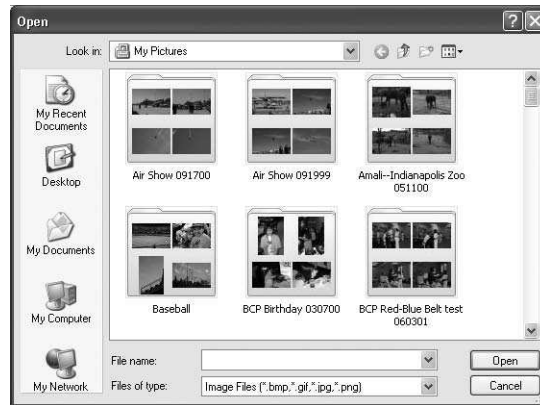 Open
Look in:
My Pictures
My Recent
Documents
Desktop
My Documents
My Computer
My Network
Air Show 091700
Air Show 091999
Amali--Indianapolis Zoo
051100
Baseball
BCP Birthday 030700
BCP Red-Blue Belt test
060301
File name:
Open
Files of type:
Image Files (*.bmp,*.gif,*.jpg,*.png)
Cancel